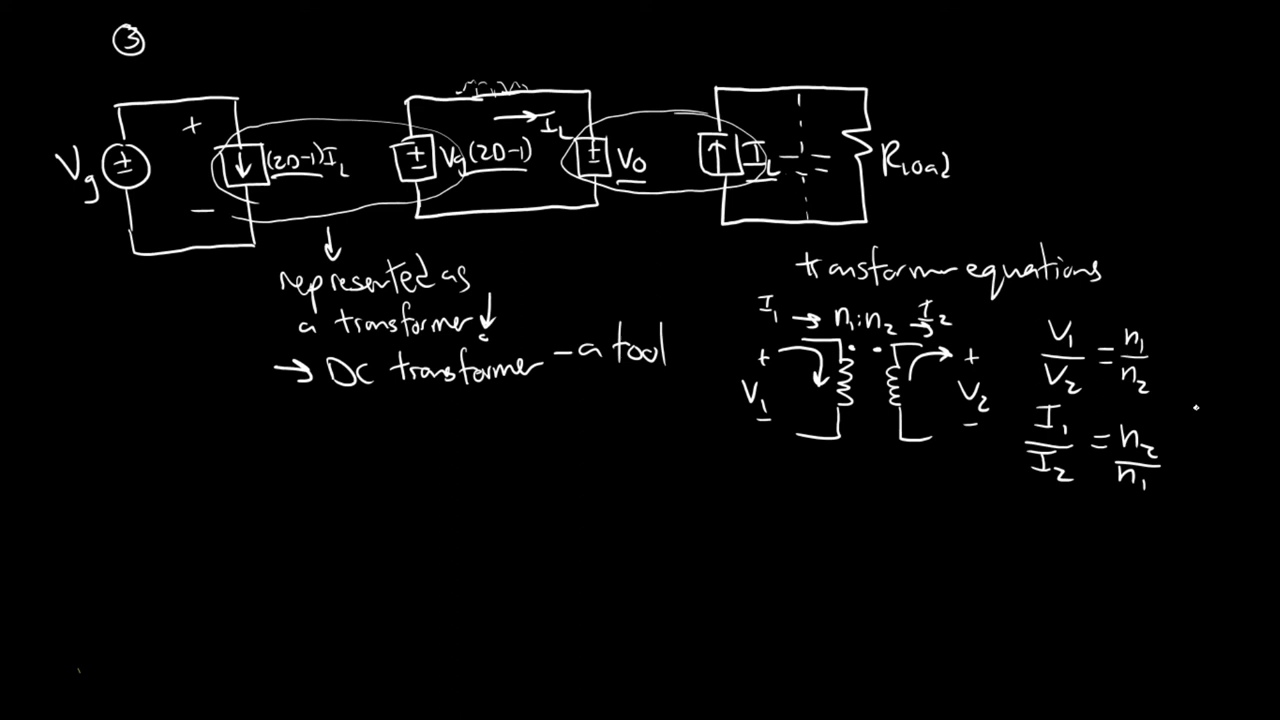 ③
+
Vg
±
(2D-1)IL
−
±
Vg(2D-1)
→ IL
±
V0
IL
Rload
represented as
a transformer
→ DC transformer - a tool
transformer equations
I1 → n1:n2 → I2
+
V1
−
+
V2
−
V1/V2 = n1/n2
I1/I2 = n2/n1